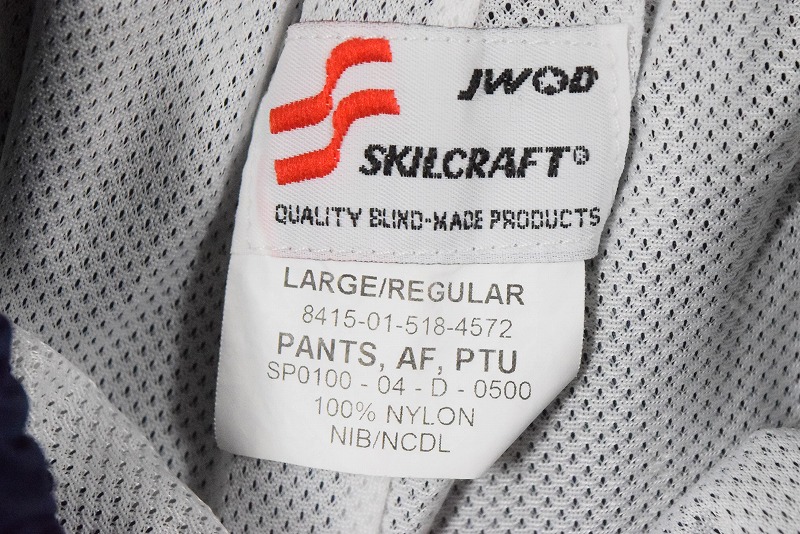 JWOD
SKILCRAFT®
QUALITY BLIND-MADE PRODUCTS
LARGE/REGULAR
8415-01-518-4572
PANTS, AF, PTU
SP0100 - 04 - D - 0500
100% NYLON
NIB/NCDL